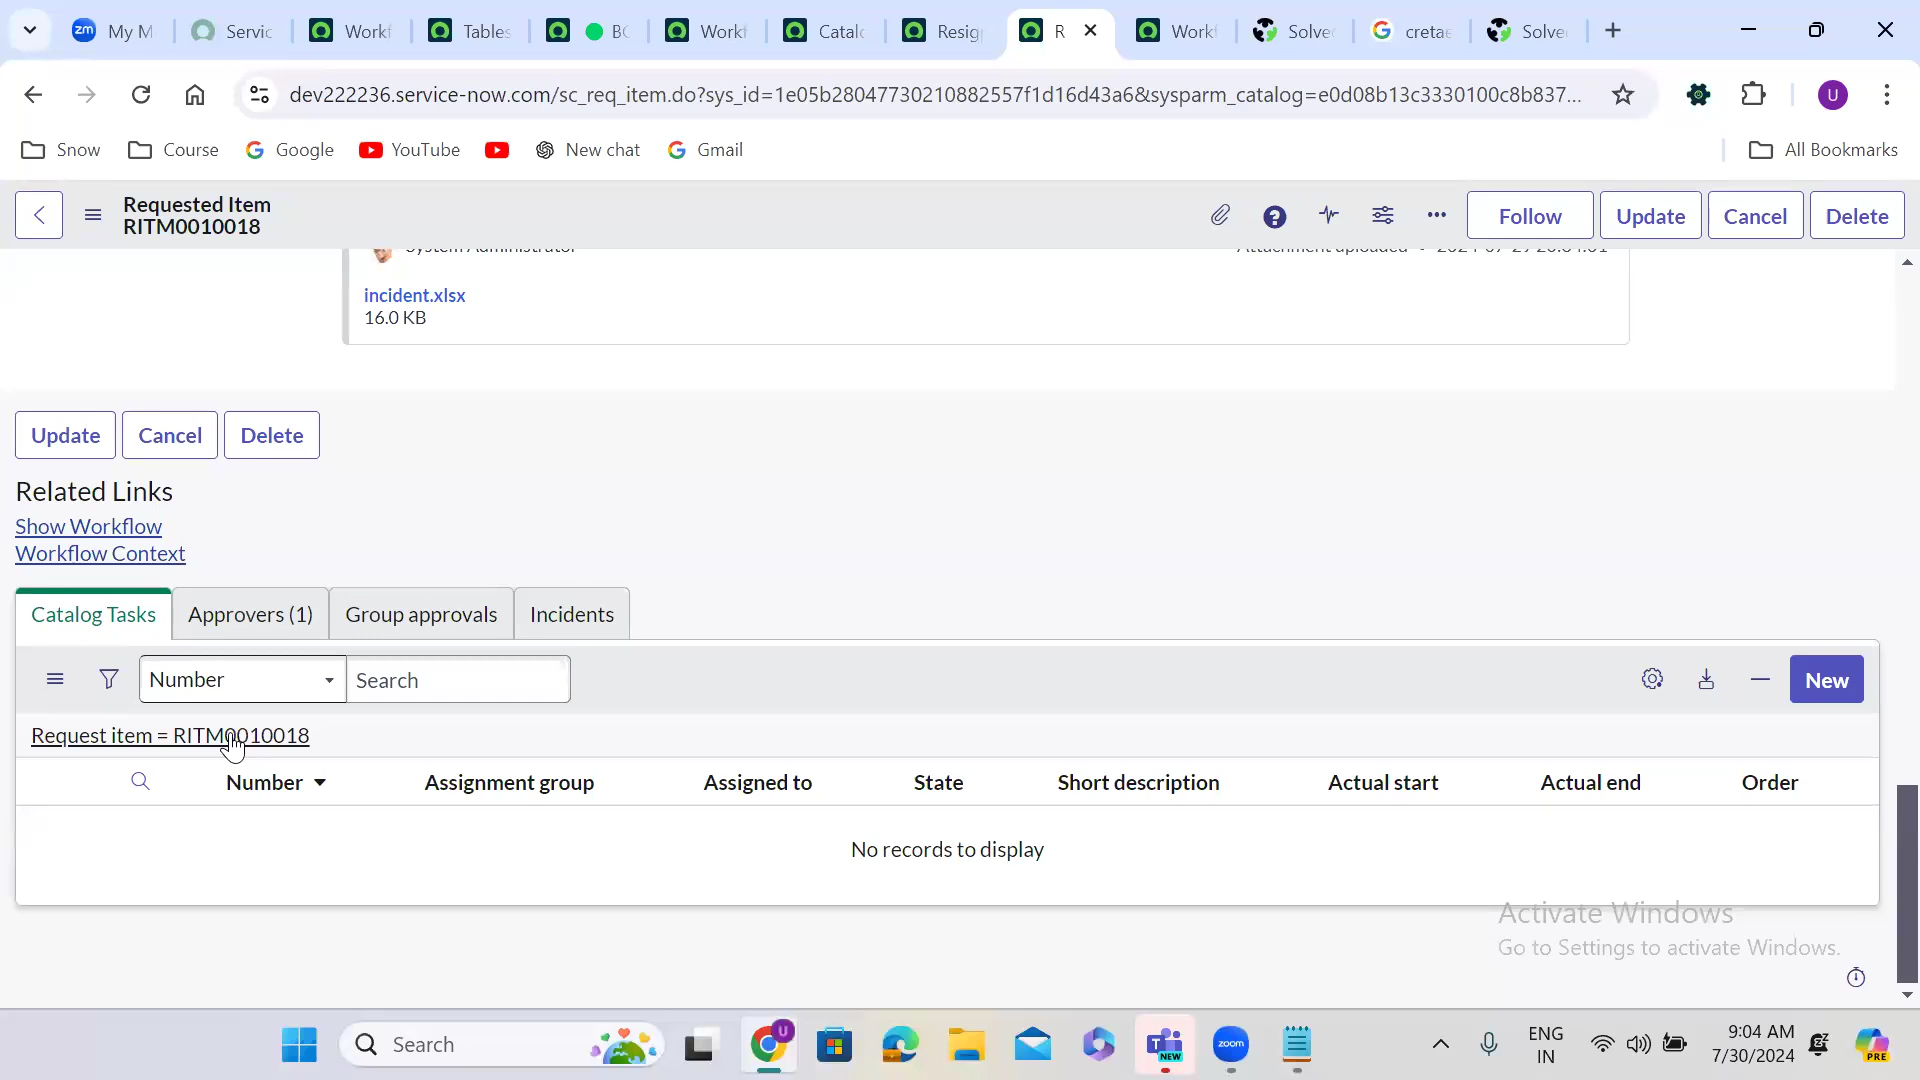 My M
Servic
Workf
Tables
BC
Workf
Catalo
Resig
R
Workf
Solve
cretae
Solve
dev222236.service-now.com/sc_req_item.do?sys_id=1e05b28047730210882557f1d16d43a6&sysparm_catalog=e0d08b13c3330100c8b837...
U
Snow
Course
Google
YouTube
New chat
Gmail
All Bookmarks
Requested Item
RITM0010018
Follow
Update
Cancel
Delete
System Administrator
Attachment uploaded • 2024-07-29 20:34:01
incident.xlsx
16.0 KB
Update
Cancel
Delete
Related Links
Show Workflow
Workflow Context
Catalog Tasks
Approvers (1)
Group approvals
Incidents
Number
Search
New
Request item = RITM0010018
Number
Assignment group
Assigned to
State
Short description
Actual start
Actual end
Order
No records to display
Activate Windows
Go to Settings to activate Windows.
Search
ENG
IN
9:04 AM
7/30/2024